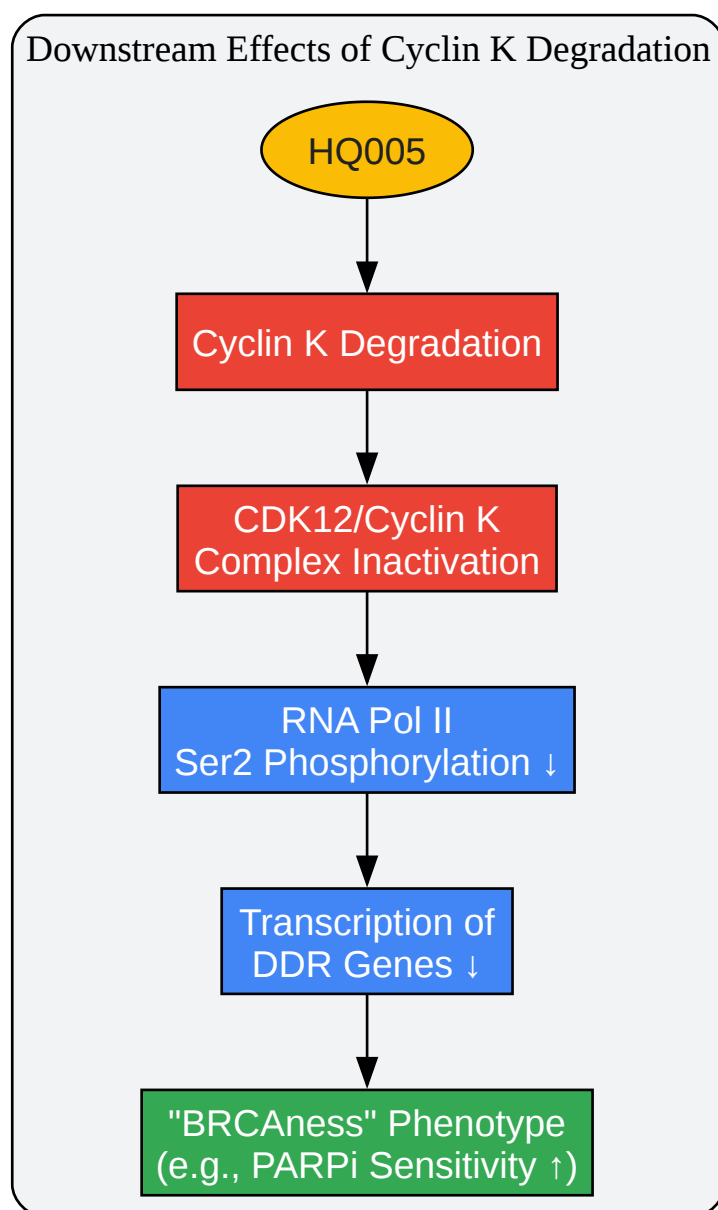 Downstream Effects of Cyclin K Degradation
HQ005
Cyclin K Degradation
CDK12/Cyclin K
Complex Inactivation
RNA Pol II
Ser2 Phosphorylation ↓
Transcription of
DDR Genes ↓
"BRCAness" Phenotype
(e.g., PARPi Sensitivity ↑)